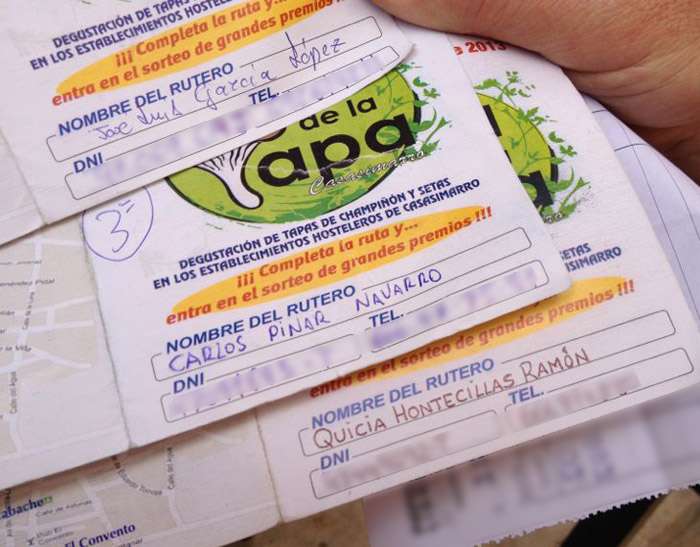 DEGUSTACIÓN DE TAPAS DE
EN LOS ESTABLECIMIENTOS HOSTELEROS DE
¡¡¡ Completa la ruta y...
entra en el sorteo de grandes premios
NOMBRE DEL RUTERO
José Luis García López
TEL.
DNI
de la
Tapa
Casasimarro
3º
DEGUSTACIÓN DE TAPAS DE CHAMPIÑÓN Y SETAS
EN LOS ESTABLECIMIENTOS HOSTELEROS DE CASASIMARRO
¡¡¡ Completa la ruta y...
entra en el sorteo de grandes premios !!!
NOMBRE DEL RUTERO
CARLOS PINAR NAVARRO
TEL.
DNI
de 2013
SETAS
CASASIMARRO
entra en el sorteo de grandes premios !!!
NOMBRE DEL RUTERO
QUICIA HONTECILLAS RAMÓN
TEL.
DNI
El Convento